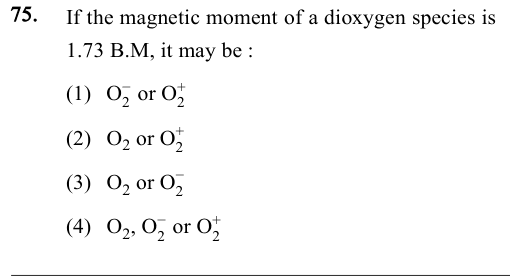 75. If the magnetic moment of a dioxygen species is
1.73 B.M, it may be :
(1) O₂⁻ or O₂⁺
(2) O₂ or O₂⁺
(3) O₂ or O₂⁻
(4) O₂, O₂⁻ or O₂⁺